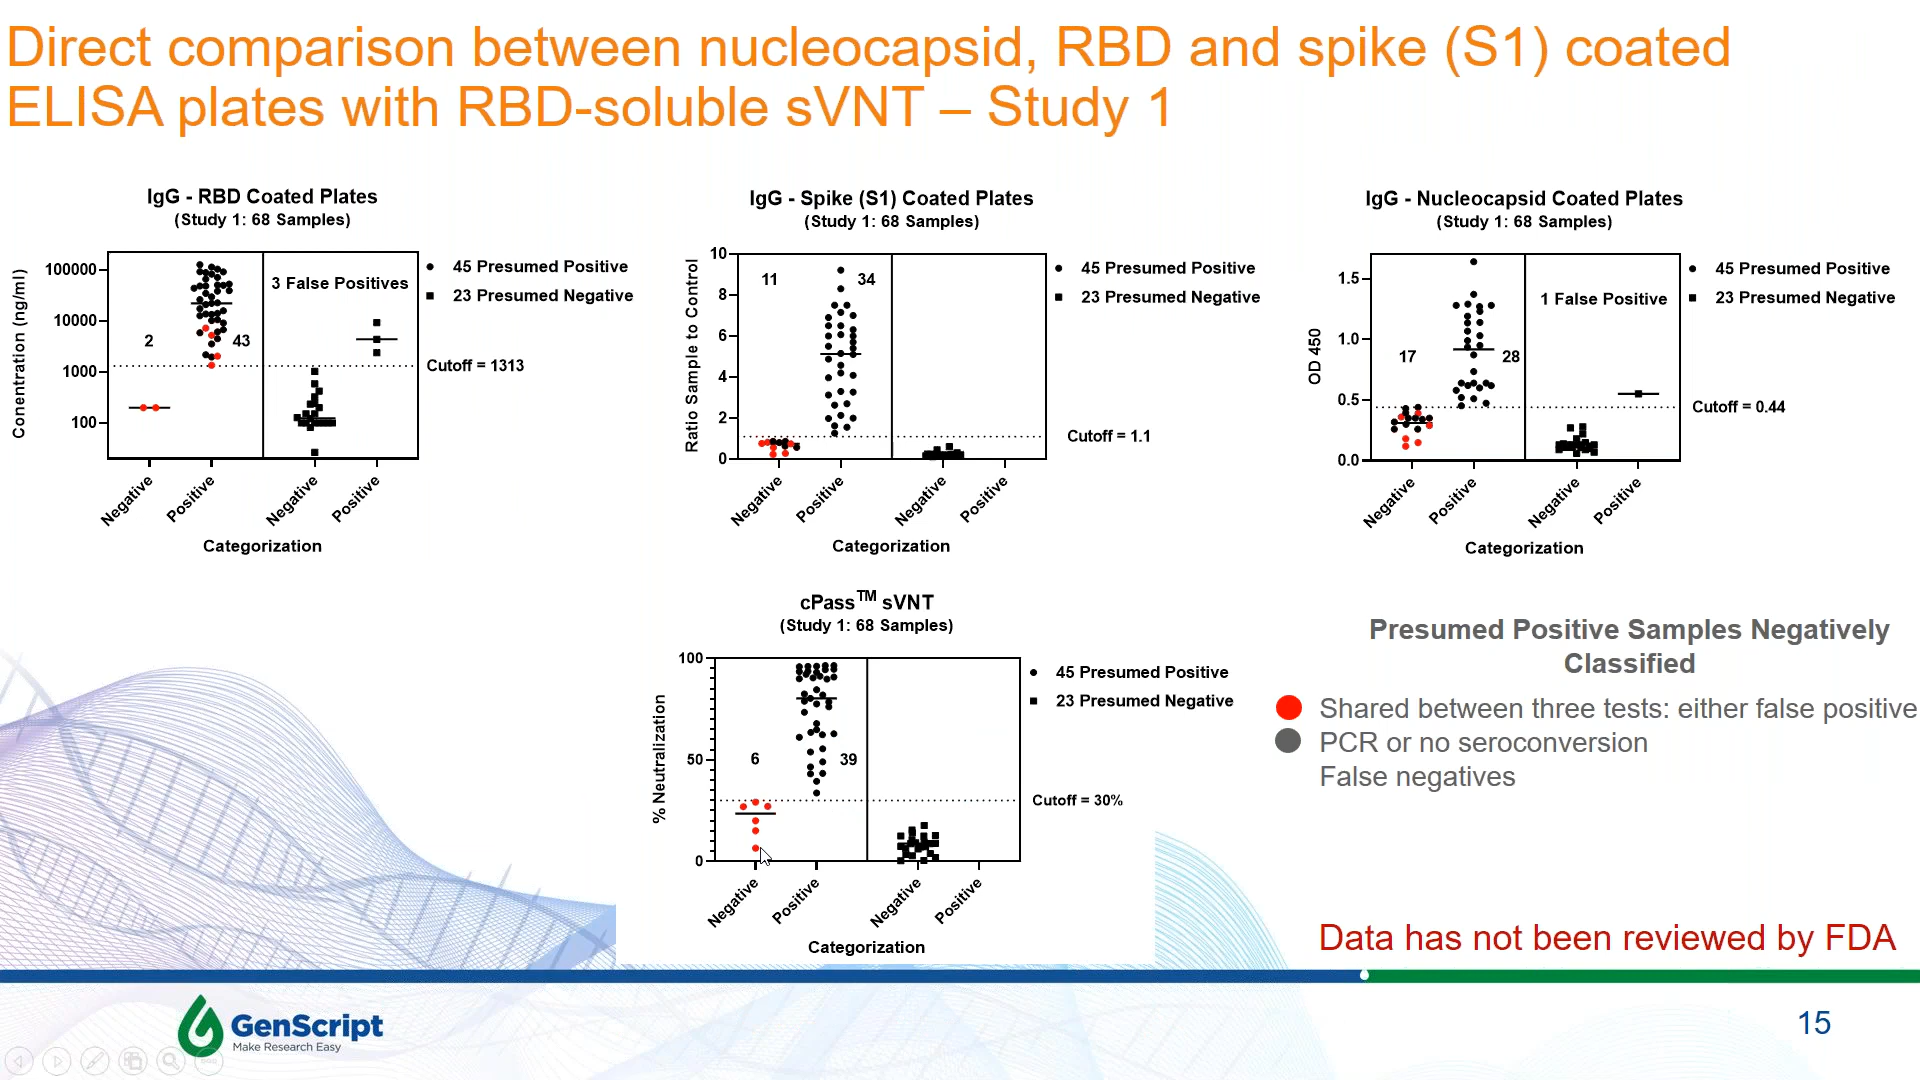 Direct comparison between nucleocapsid, RBD and spike (S1) coated
ELISA plates with RBD-soluble sVNT – Study 1
IgG - RBD Coated Plates
(Study 1: 68 Samples)
Conentration (ng/ml)
100000
10000
1000
100
2
43
3 False Positives
45 Presumed Positive
23 Presumed Negative
Cutoff = 1313
Negative
Positive
Negative
Positive
Categorization
IgG - Spike (S1) Coated Plates
(Study 1: 68 Samples)
Ratio Sample to Control
10
8
6
4
2
0
11
34
45 Presumed Positive
23 Presumed Negative
Cutoff = 1.1
Negative
Positive
Negative
Positive
Categorization
IgG - Nucleocapsid Coated Plates
(Study 1: 68 Samples)
OD 450
1.5
1.0
0.5
0.0
17
28
1 False Positive
45 Presumed Positive
23 Presumed Negative
Cutoff = 0.44
Negative
Positive
Negative
Positive
Categorization
cPass™ sVNT
(Study 1: 68 Samples)
% Neutralization
100
50
0
6
39
45 Presumed Positive
23 Presumed Negative
Cutoff = 30%
Negative
Positive
Negative
Positive
Categorization
Presumed Positive Samples Negatively
Classified
Shared between three tests: either false positive
PCR or no seroconversion
False negatives
Data has not been reviewed by FDA
GenScript
Make Research Easy
15